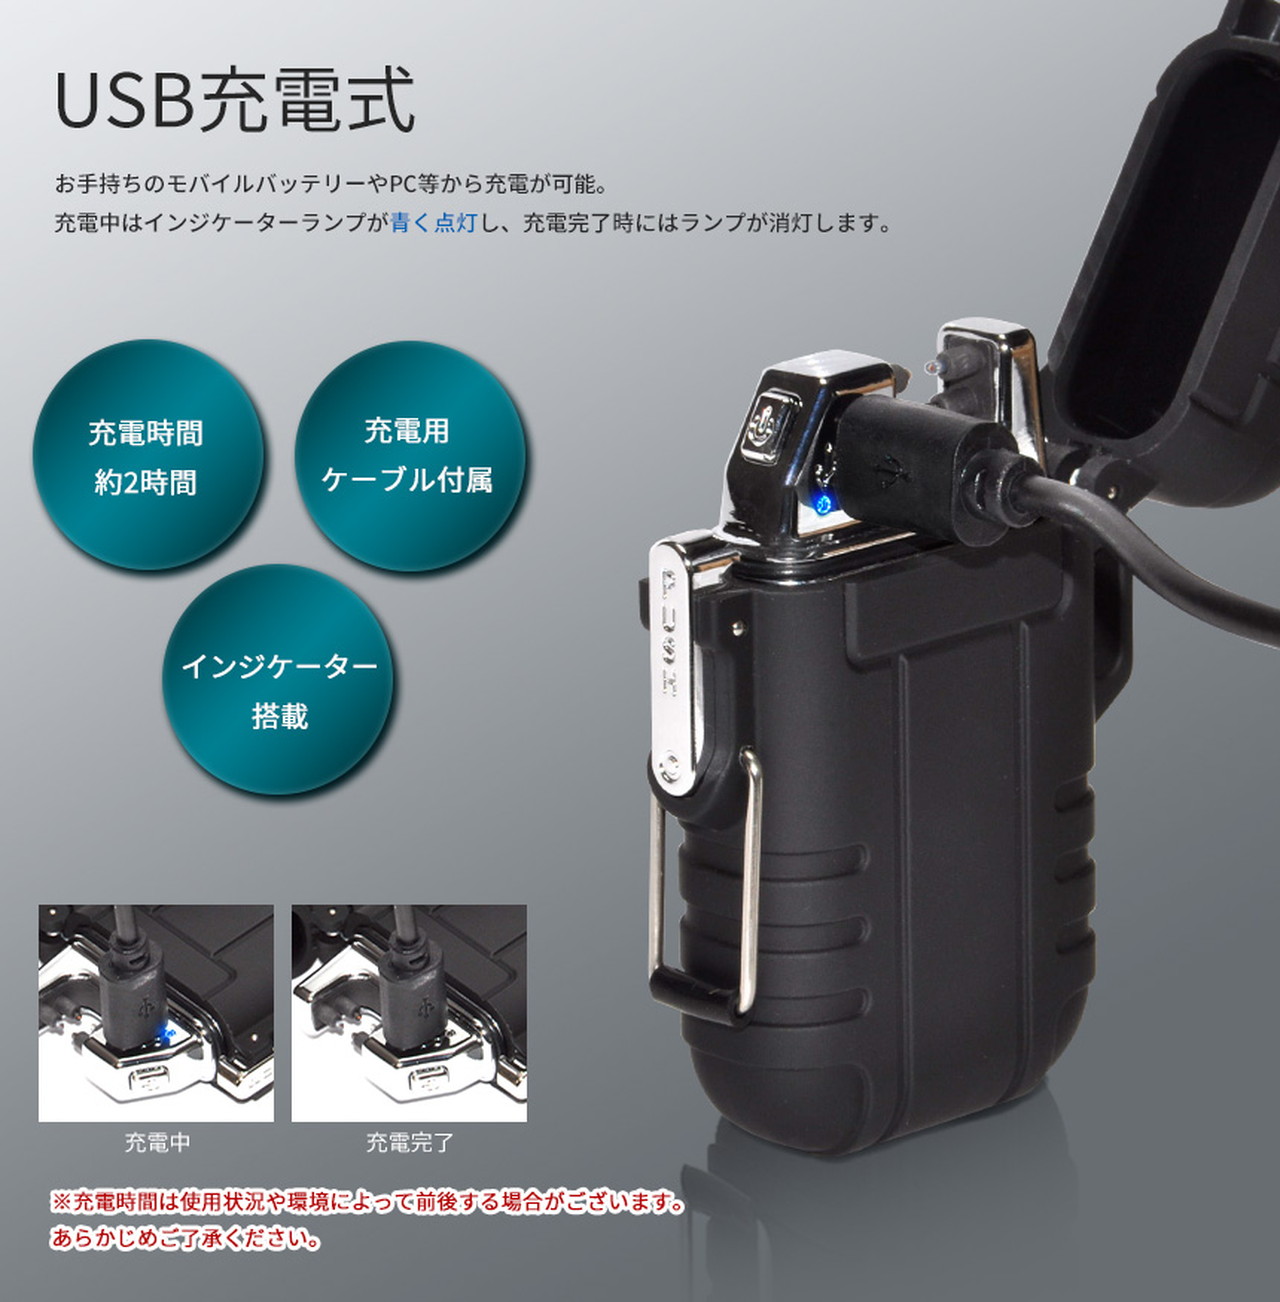 USB充電式
お手持ちのモバイルバッテリーやPC等から充電が可能。
充電中はインジケーターランプが青く点灯し、充電完了時にはランプが消灯します。
充電時間
約2時間
充電用
ケーブル付属
インジケーター
搭載
充電中
充電完了
※充電時間は使用状況や環境によって前後する場合がございます。
あらかじめご了承ください。